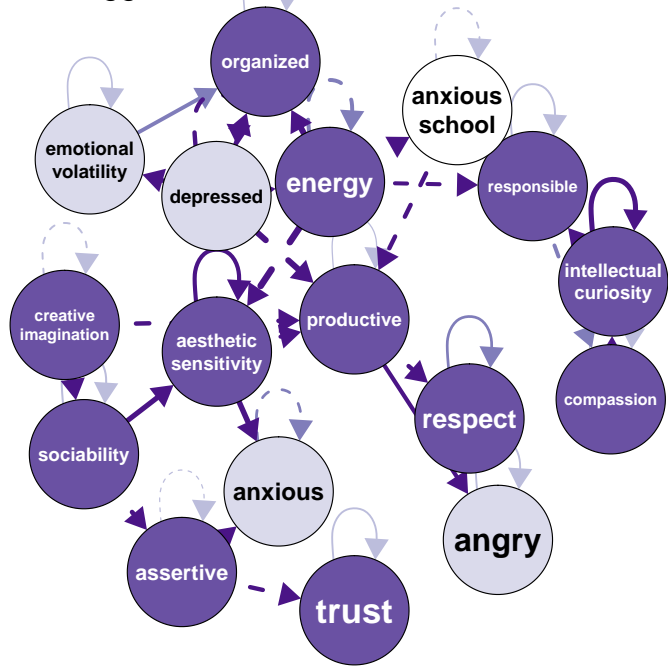 organized
anxious
school
emotional
volatility
depressed
energy
responsible
intellectual
curiosity
creative
imagination
aesthetic
sensitivity
productive
compassion
respect
sociability
anxious
angry
assertive
trust